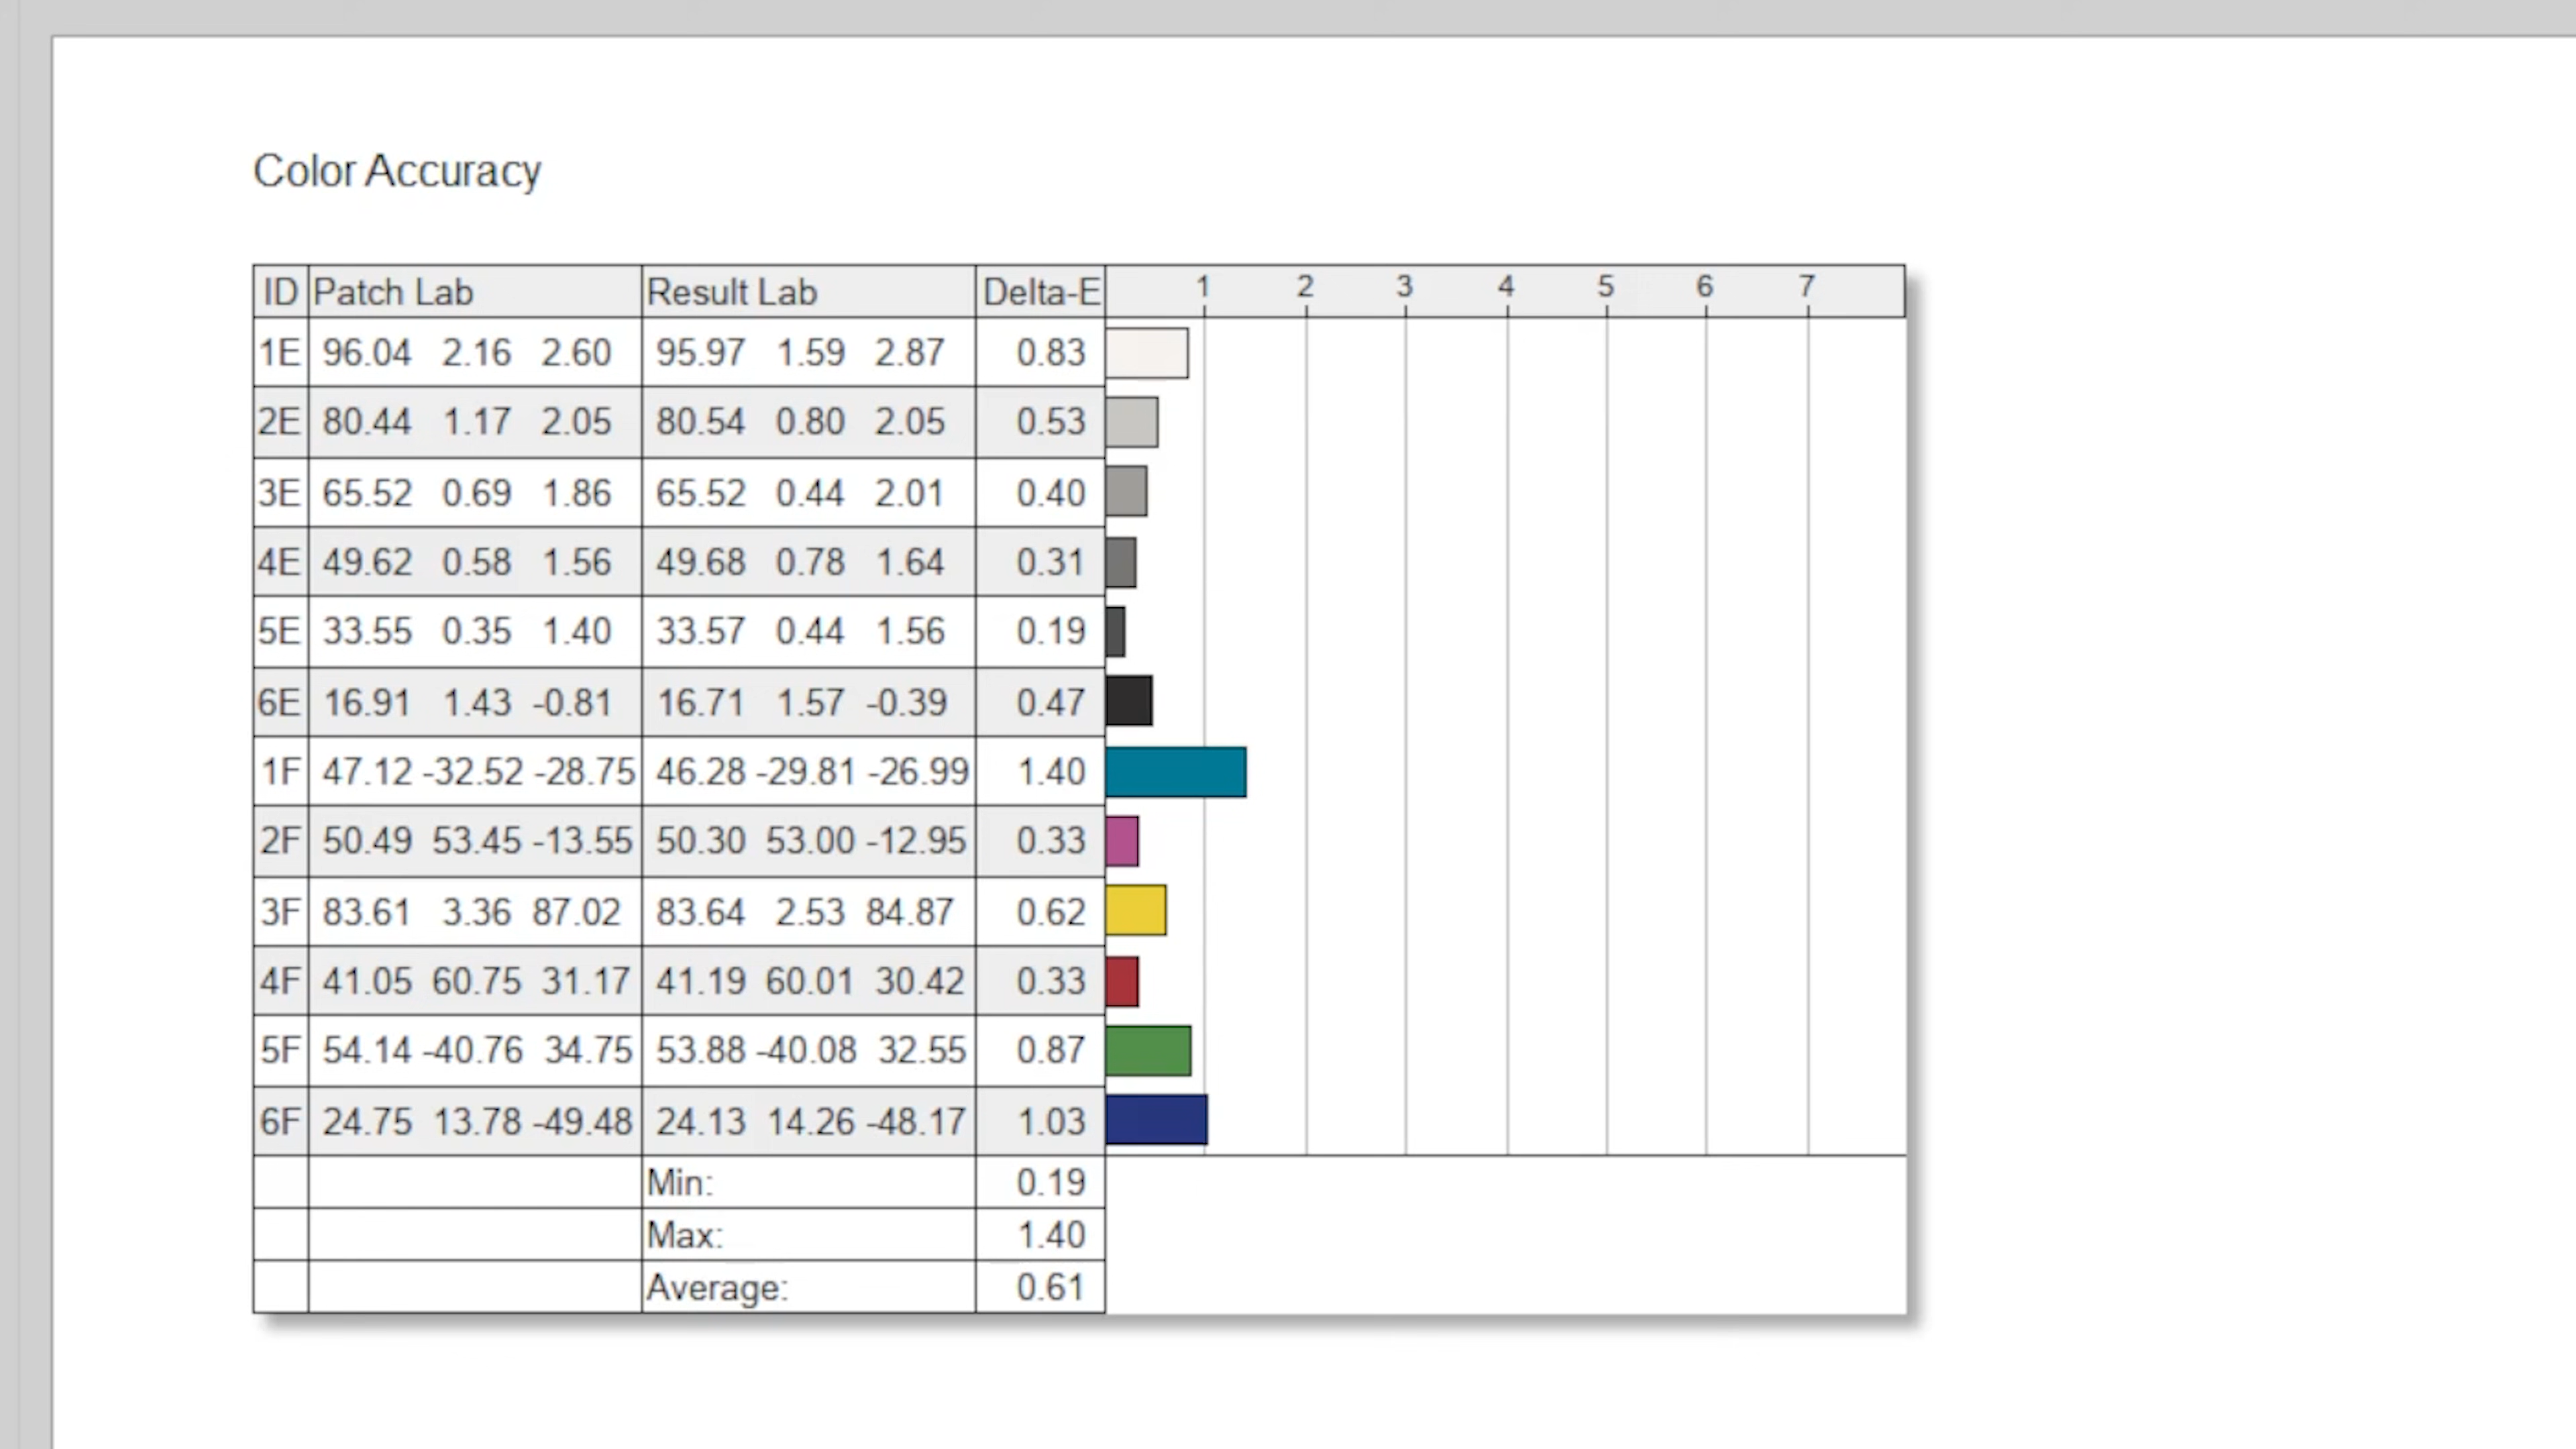 Color Accuracy
ID Patch Lab Result Lab Delta-E 1 2 3 4 5 6 7
1E 96.04 2.16 2.60 95.97 1.59 2.87 0.83
2E 80.44 1.17 2.05 80.54 0.80 2.05 0.53
3E 65.52 0.69 1.86 65.52 0.44 2.01 0.40
4E 49.62 0.58 1.56 49.68 0.78 1.64 0.31
5E 33.55 0.35 1.40 33.57 0.44 1.56 0.19
6E 16.91 1.43 -0.81 16.71 1.57 -0.39 0.47
1F 47.12 -32.52 -28.75 46.28 -29.81 -26.99 1.40
2F 50.49 53.45 -13.55 50.30 53.00 -12.95 0.33
3F 83.61 3.36 87.02 83.64 2.53 84.87 0.62
4F 41.05 60.75 31.17 41.19 60.01 30.42 0.33
5F 54.14 -40.76 34.75 53.88 -40.08 32.55 0.87
6F 24.75 13.78 -49.48 24.13 14.26 -48.17 1.03
Min: 0.19
Max: 1.40
Average: 0.61